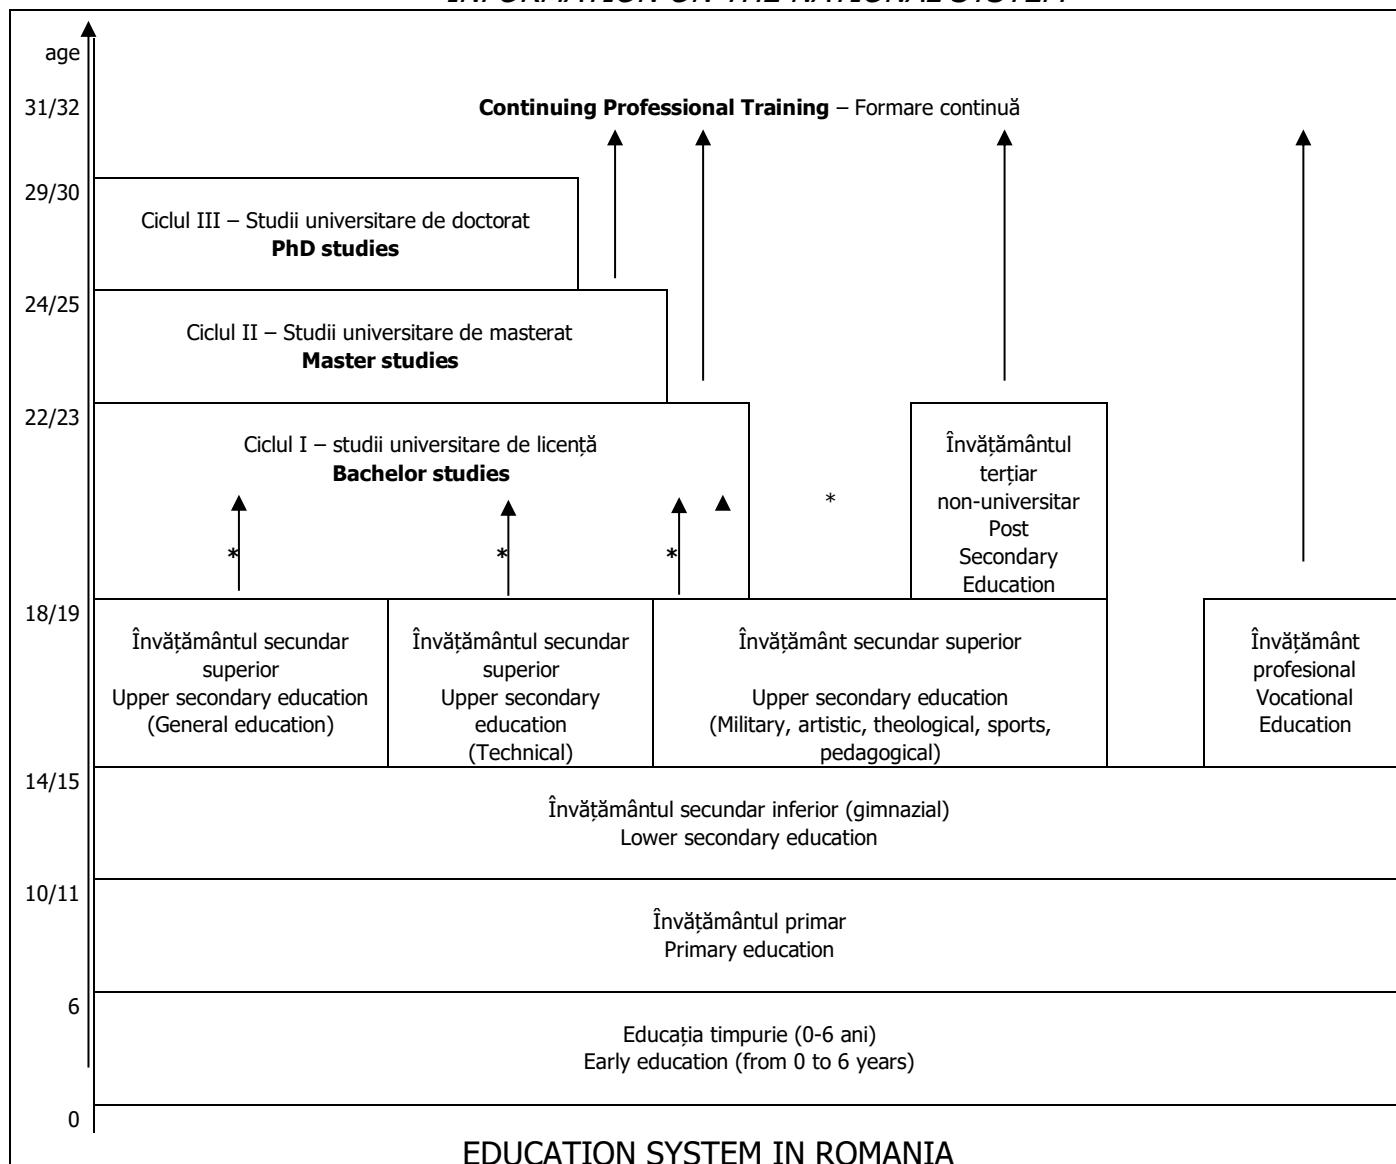 INFORMATION ON THE NATIONAL SYSTEM
age
31/32
Continuing Professional Training – Formare continuă
29/30
Ciclul III – Studii universitare de doctorat
PhD studies
24/25
Ciclul II – Studii universitare de masterat
Master studies
22/23
Ciclul I – studii universitare de licență
Bachelor studies
Învățământul
terțiar
non-universitar
Post
Secondary
Education
*
*
*
*
18/19
Învățământul secundar
superior
Upper secondary education
(General education)
Învățământul secundar
superior
Upper secondary
education
(Technical)
Învățământ secundar superior
Upper secondary education
(Military, artistic, theological, sports,
pedagogical)
Învățământ
profesional
Vocational
Education
14/15
Învățământul secundar inferior (gimnazial)
Lower secondary education
10/11
Învățământul primar
Primary education
6
Educația timpurie (0-6 ani)
Early education (from 0 to 6 years)
0
EDUCATION SYSTEM IN ROMANIA